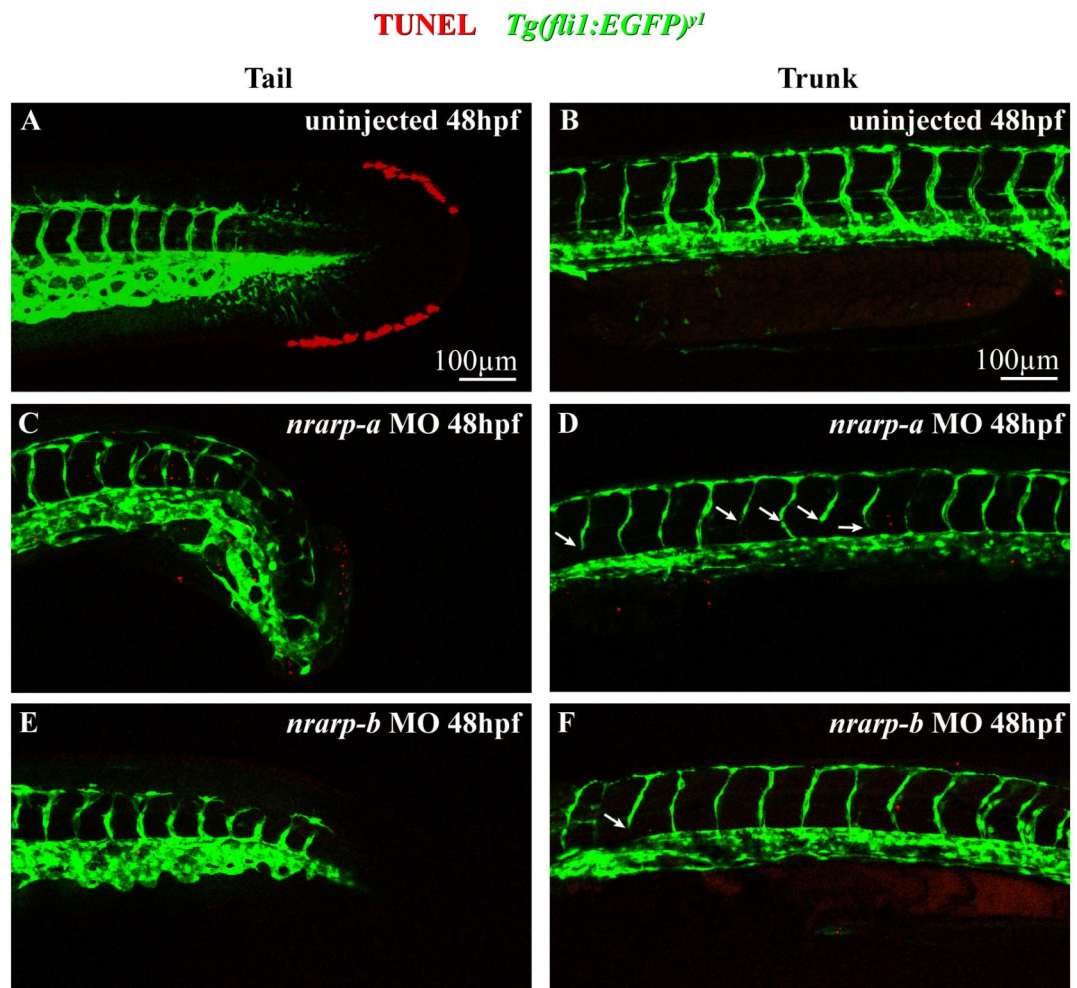 TUNEL Tg(fli1:EGFP)y1
Tail Trunk
A uninjected 48hpf
100µm
B uninjected 48hpf
100µm
C nrarp-a MO 48hpf
D nrarp-a MO 48hpf
E nrarp-b MO 48hpf
F nrarp-b MO 48hpf